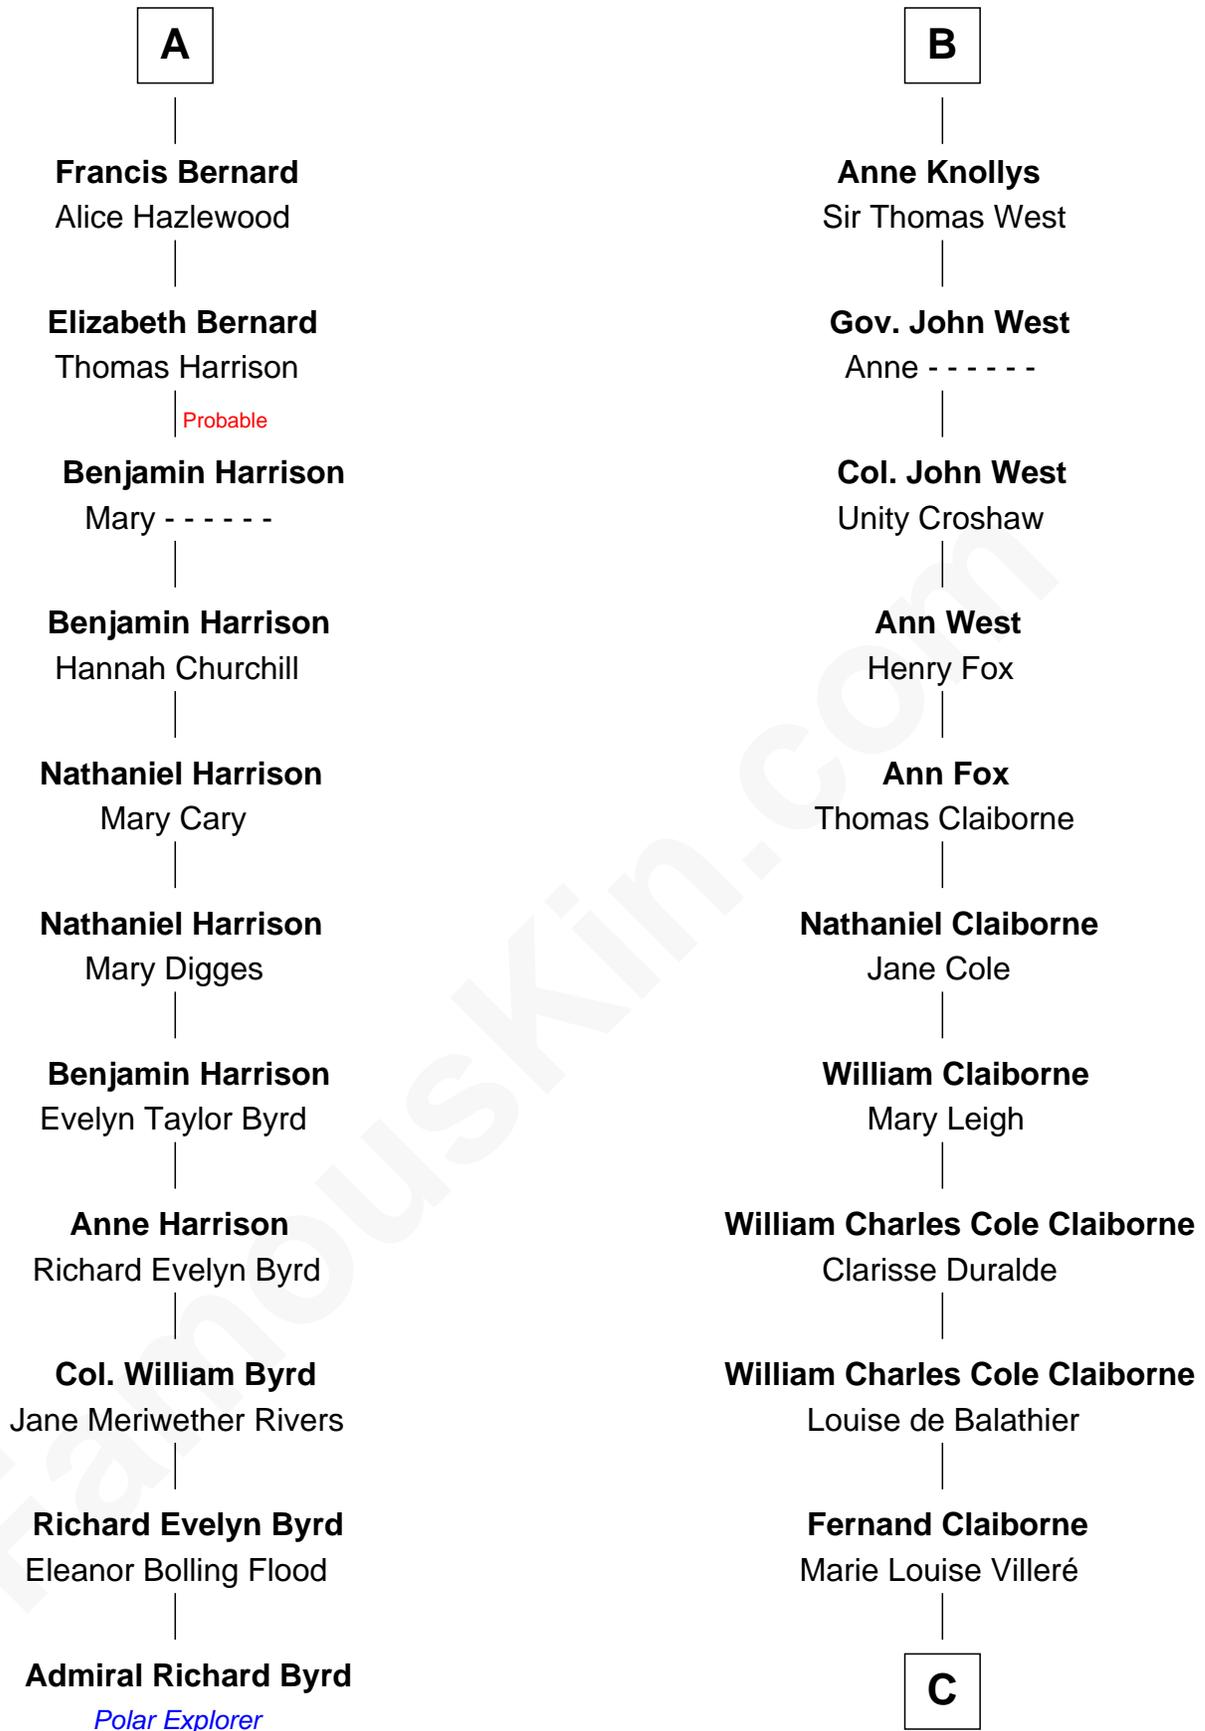 A
Francis Bernard
Alice Hazlewood
Elizabeth Bernard
Thomas Harrison
Probable
Benjamin Harrison
Mary - - - - - -
Benjamin Harrison
Hannah Churchill
Nathaniel Harrison
Mary Cary
Nathaniel Harrison
Mary Digges
Benjamin Harrison
Evelyn Taylor Byrd
Anne Harrison
Richard Evelyn Byrd
Col. William Byrd
Jane Meriwether Rivers
Richard Evelyn Byrd
Eleanor Bolling Flood
Admiral Richard Byrd
Polar Explorer
B
Anne Knollys
Sir Thomas West
Gov. John West
Anne - - - - - -
Col. John West
Unity Croshaw
Ann West
Henry Fox
Ann Fox
Thomas Claiborne
Nathaniel Claiborne
Jane Cole
William Claiborne
Mary Leigh
William Charles Cole Claiborne
Clarisse Duralde
William Charles Cole Claiborne
Louise de Balathier
Fernand Claiborne
Marie Louise Villeré
C
FamousKin.com